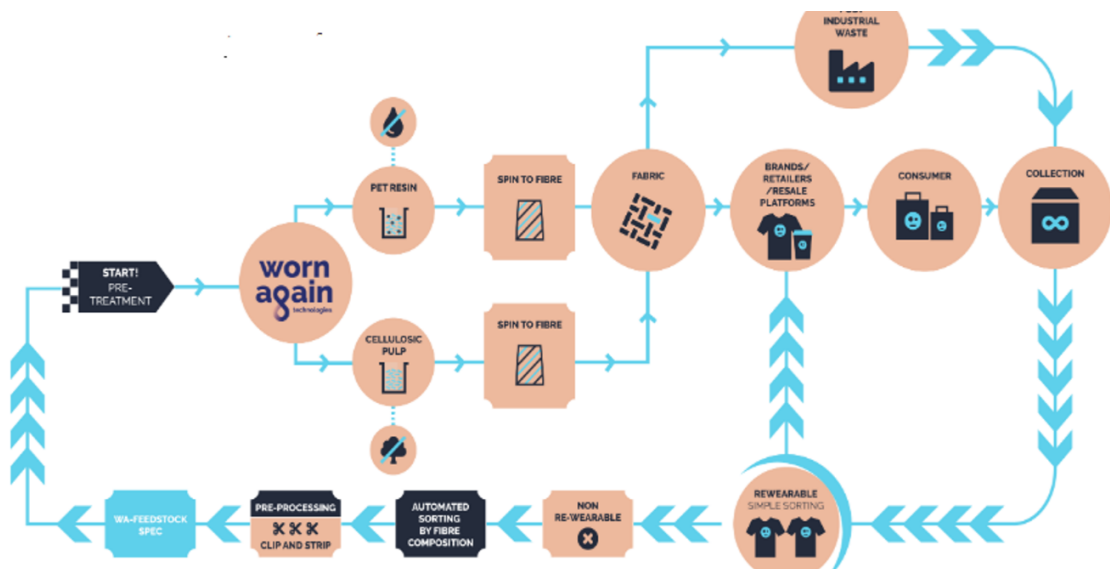 INDUSTRIAL
WASTE
PET RESIN
SPIN TO FIBRE
FABRIC
BRANDS/
RETAILERS
/RESALE
PLATFORMS
CONSUMER
COLLECTION
START!
PRE-
TREATMENT
worn
again
technologies
CELLULOSIC
PULP
SPIN TO FIBRE
WA-FEEDSTOCK
SPEC
PRE-PROCESSING
CLIP AND STRIP
AUTOMATED
SORTING
BY FIBRE
COMPOSITION
NON
RE-WEARABLE
REWEARABLE
SIMPLE SORTING